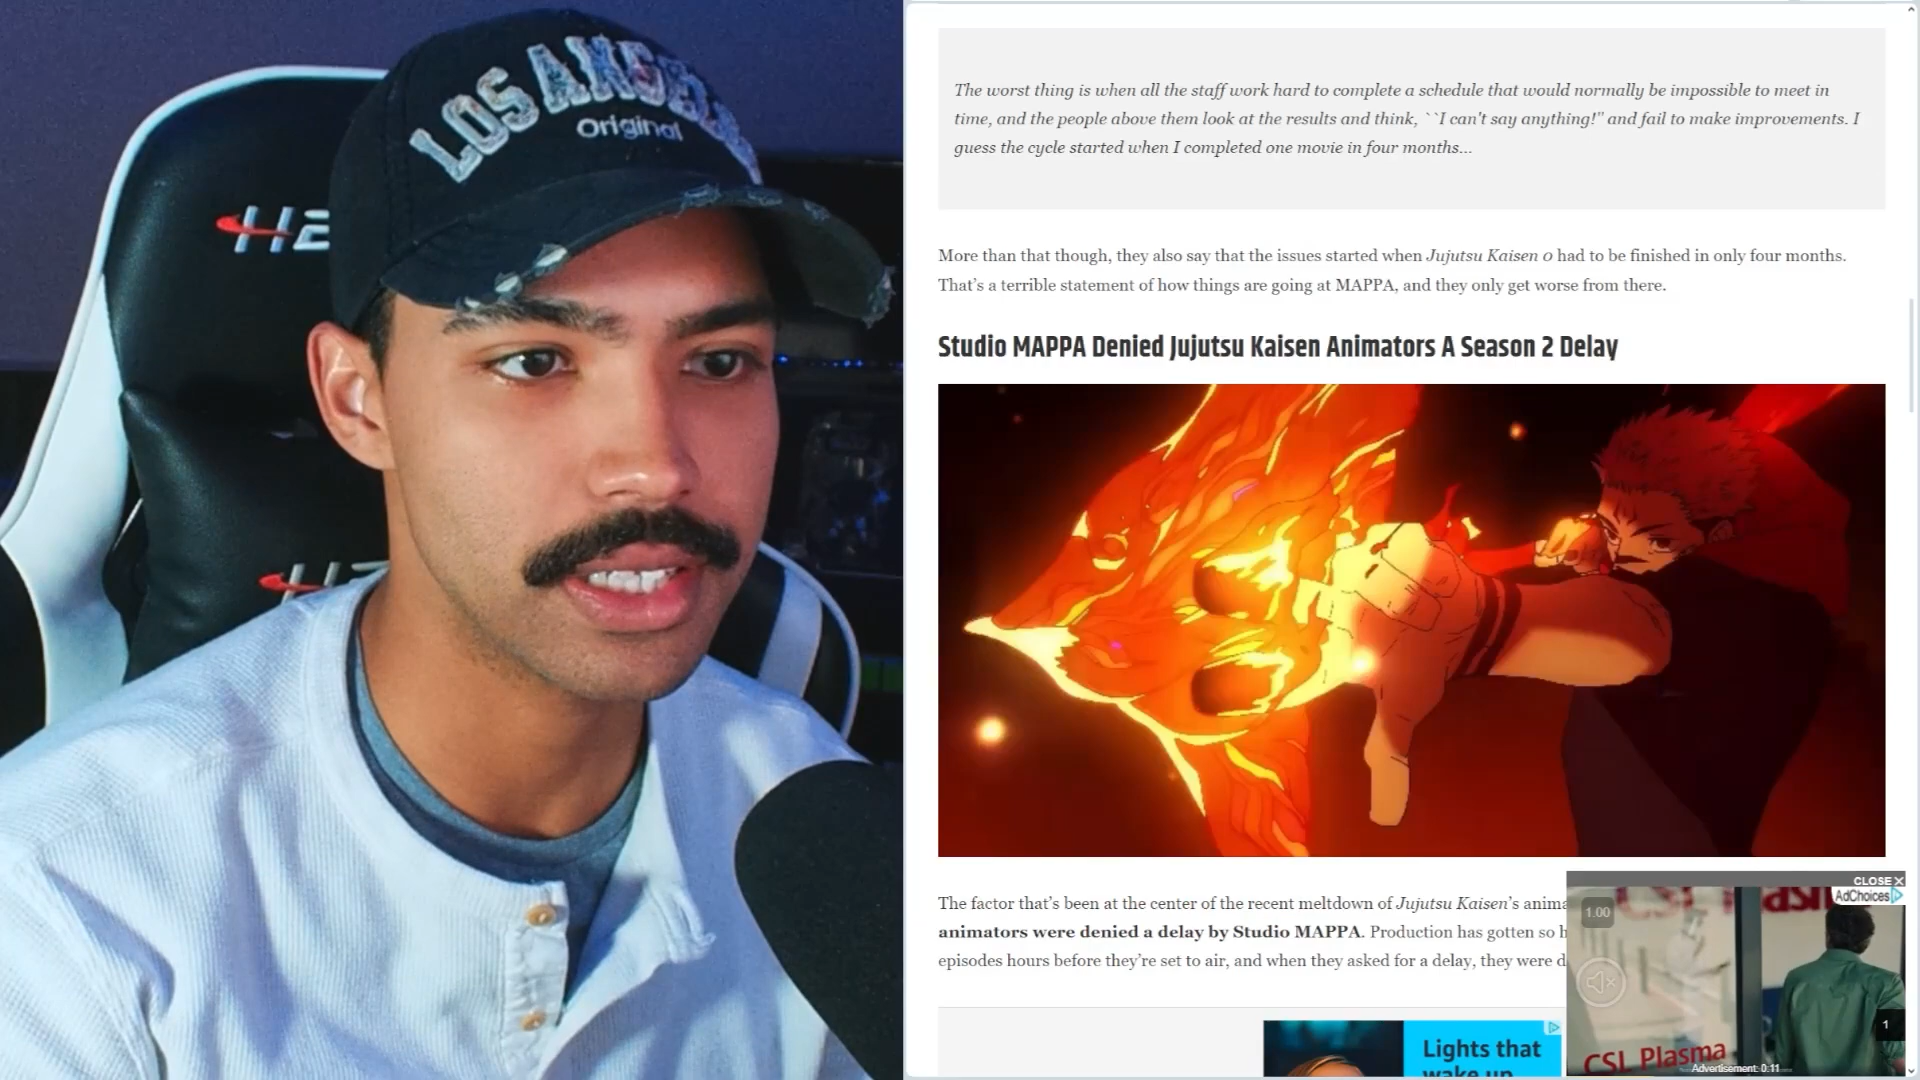 LOS ANGELES
Original
The worst thing is when all the staff work hard to complete a schedule that would normally be impossible to meet in
time, and the people above them look at the results and think, ``I can't say anything!'' and fail to make improvements. I
guess the cycle started when I completed one movie in four months...
More than that though, they also say that the issues started when Jujutsu Kaisen 0 had to be finished in only four months.
That's a terrible statement of how things are going at MAPPA, and they only get worse from there.
Studio MAPPA Denied Jujutsu Kaisen Animators A Season 2 Delay
The factor that's been at the center of the recent meltdown of Jujutsu Kaisen's
animators were denied a delay by Studio MAPPA. Production has gotten so
episodes hours before they're set to air, and when they asked for a delay, they were
CLOSE X
AdChoices
1.00
1
CSL Plasma
Advertisement: 0:11
Lights that
wake up